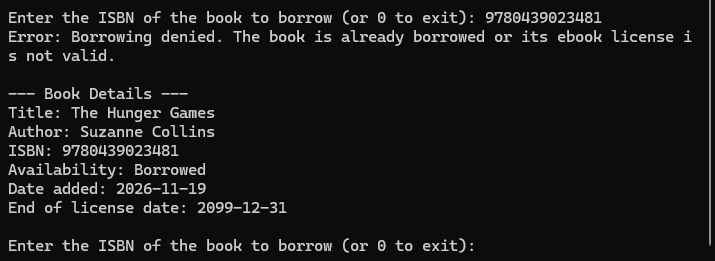 Enter the ISBN of the book to borrow (or 0 to exit): 9780439023481
Error: Borrowing denied. The book is already borrowed or its ebook license i
s not valid.
--- Book Details ---
Title: The Hunger Games
Author: Suzanne Collins
ISBN: 9780439023481
Availability: Borrowed
Date added: 2026-11-19
End of license date: 2099-12-31
Enter the ISBN of the book to borrow (or 0 to exit):